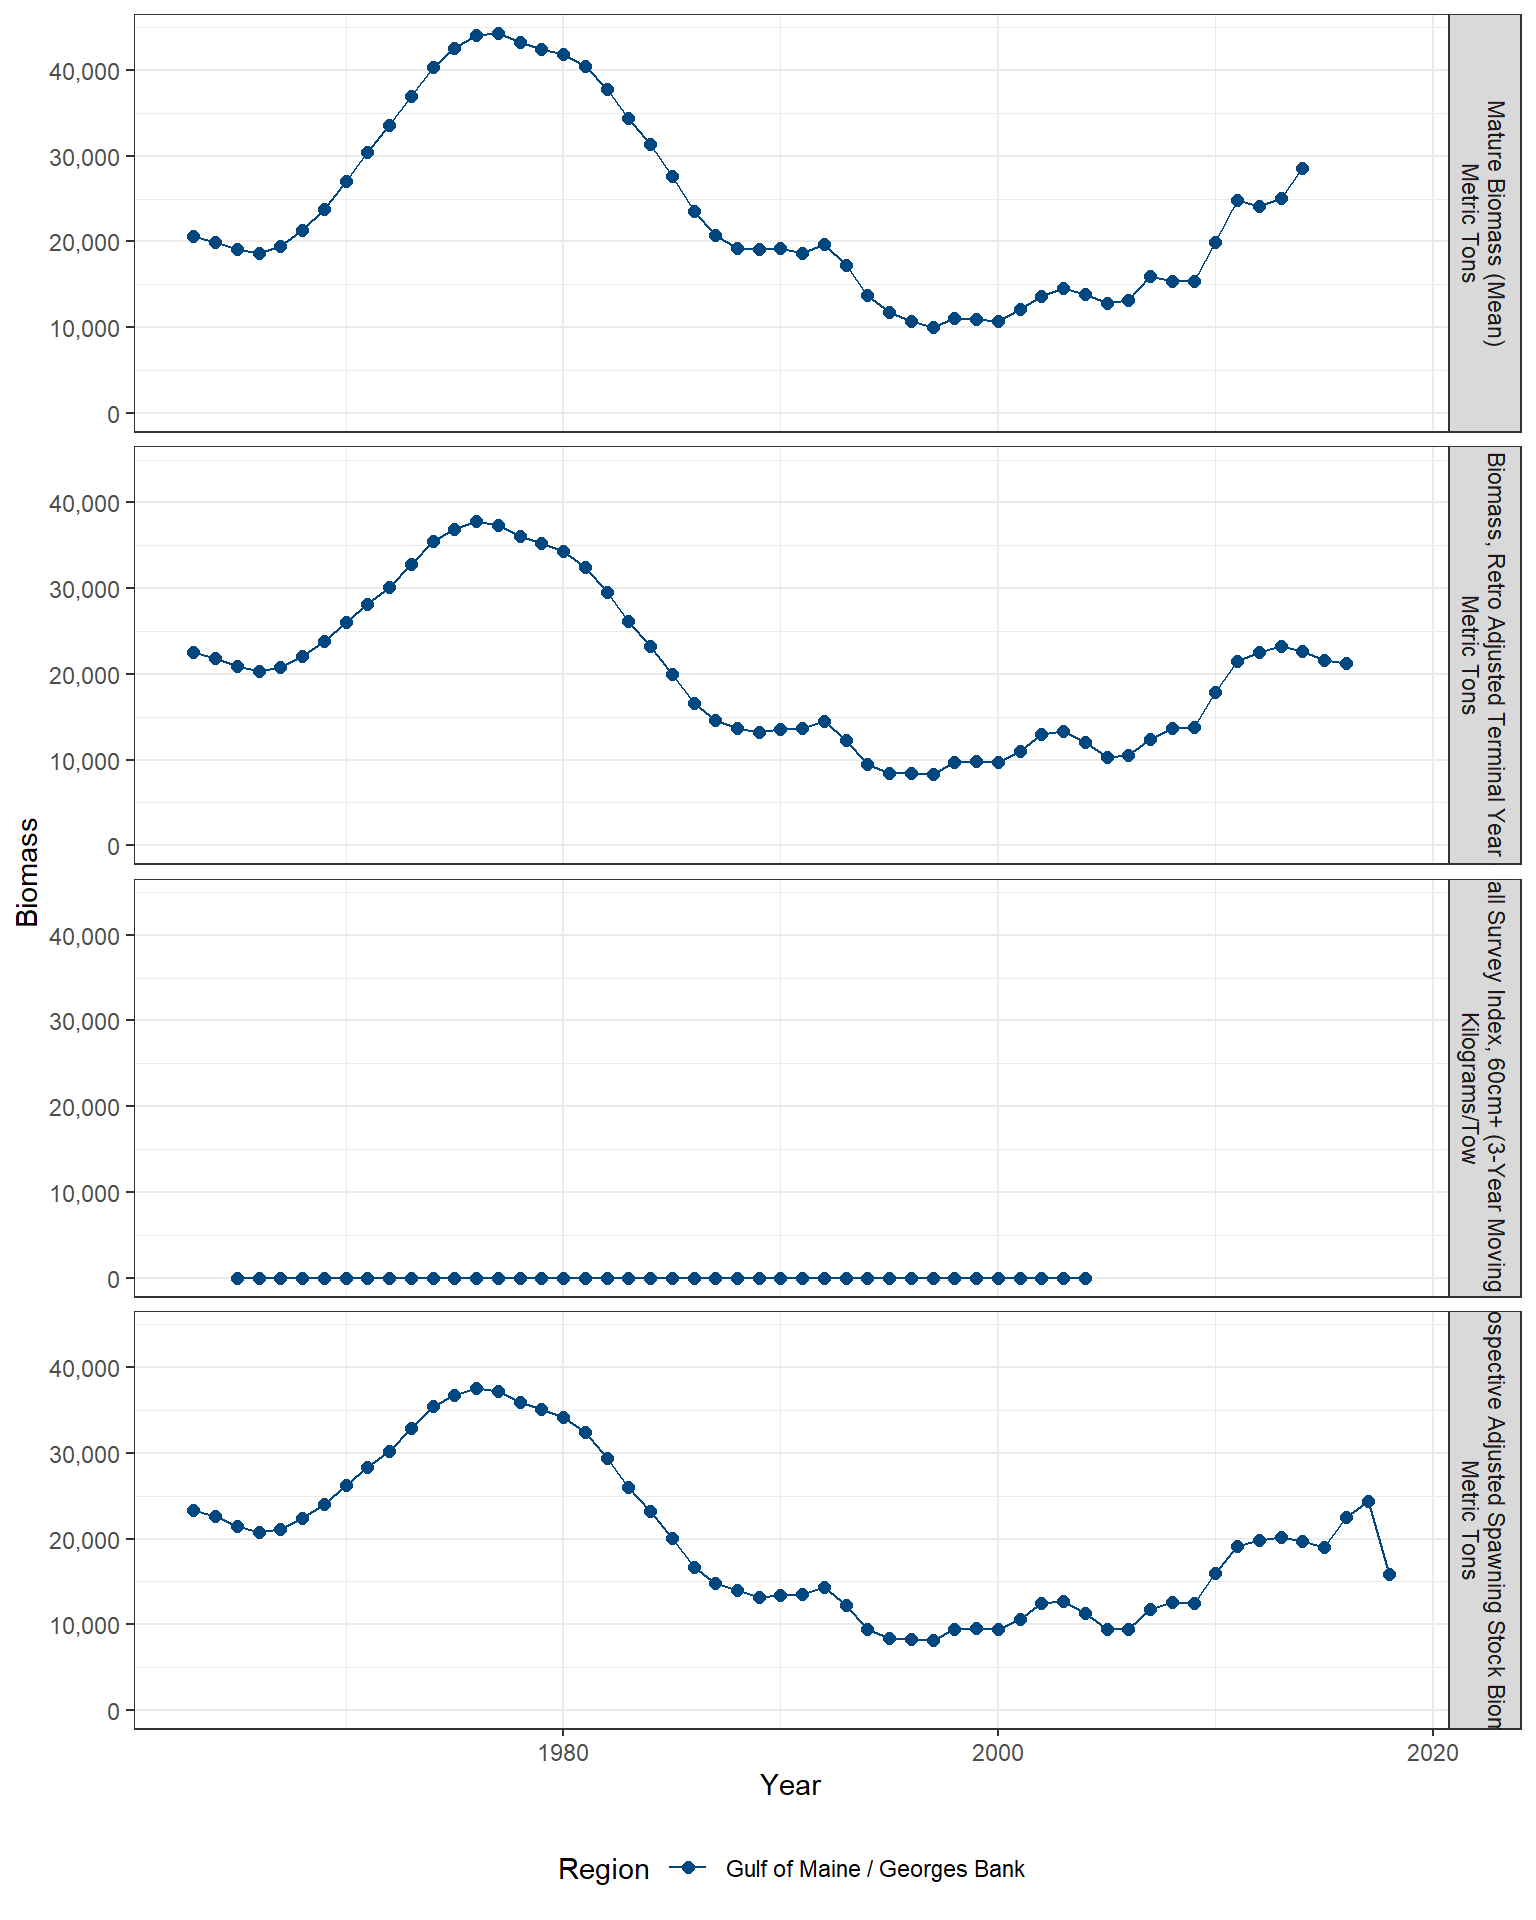 40,000
30,000
20,000
10,000
0
Mature Biomass (Mean)
Metric Tons
40,000
30,000
20,000
10,000
0
Biomass, Retro Adjusted Terminal Year
Metric Tons
Biomass
40,000
30,000
20,000
10,000
0
all Survey Index, 60cm+ (3-Year Moving
Kilograms/Tow
40,000
30,000
20,000
10,000
0
ospective Adjusted Spawning Stock Biom
Metric Tons
1980
2000
2020
Year
Region
Gulf of Maine / Georges Bank